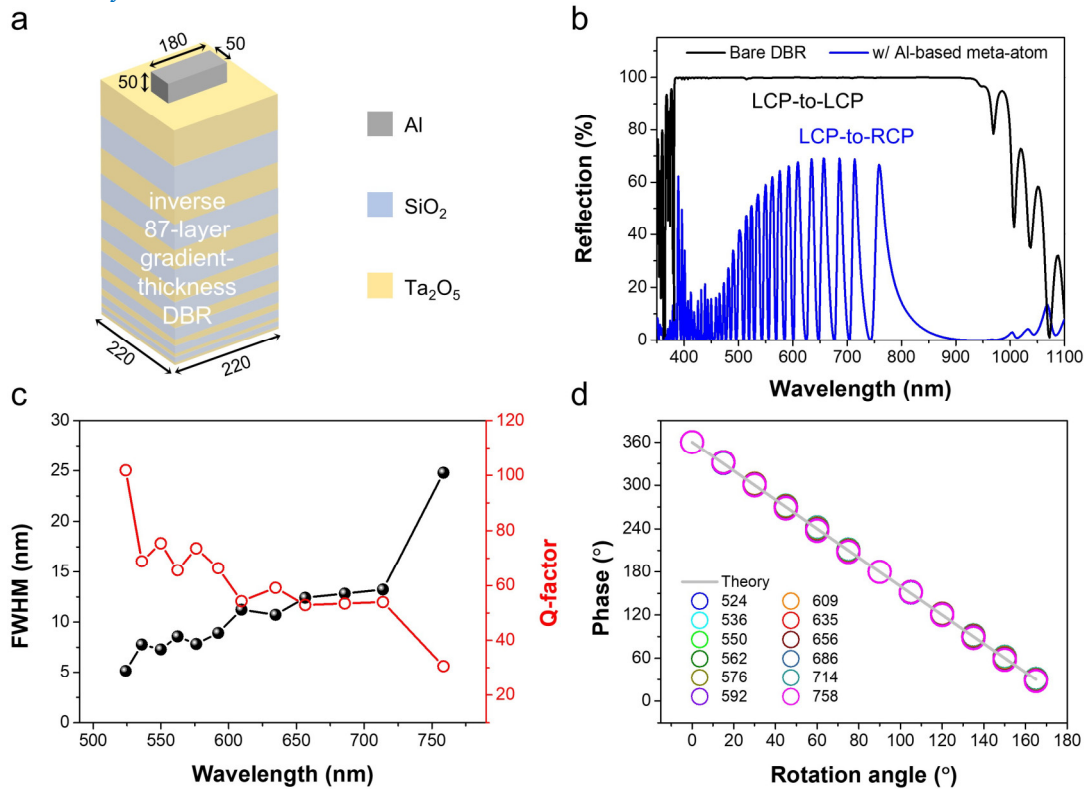 a
180
50
50
inverse
87-layer
gradient-
thickness
DBR
220
220
Al
SiO₂
Ta₂O₅
b
Bare DBR
w/ Al-based meta-atom
LCP-to-LCP
LCP-to-RCP
Reflection (%)
100
80
60
40
20
0
400 500 600 700 800 900 1000 1100
Wavelength (nm)
c
FWHM (nm)
30
25
20
15
10
5
0
500 550 600 650 700 750
Wavelength (nm)
120
100
80
60
40
20
Q-factor
d
Phase (°)
360
300
240
180
120
60
0
Theory
524 609
536 635
550 656
562 686
576 714
592 758
0 20 40 60 80 100 120 140 160 180
Rotation angle (°)